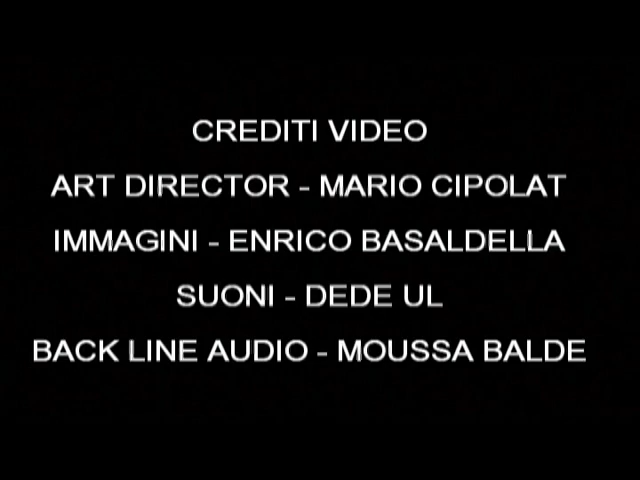 CREDITI VIDEO
ART DIRECTOR - MARIO CIPOLAT
IMMAGINI - ENRICO BASALDELLA
SUONI - DEDE UL
BACK LINE AUDIO - MOUSSA BALDE